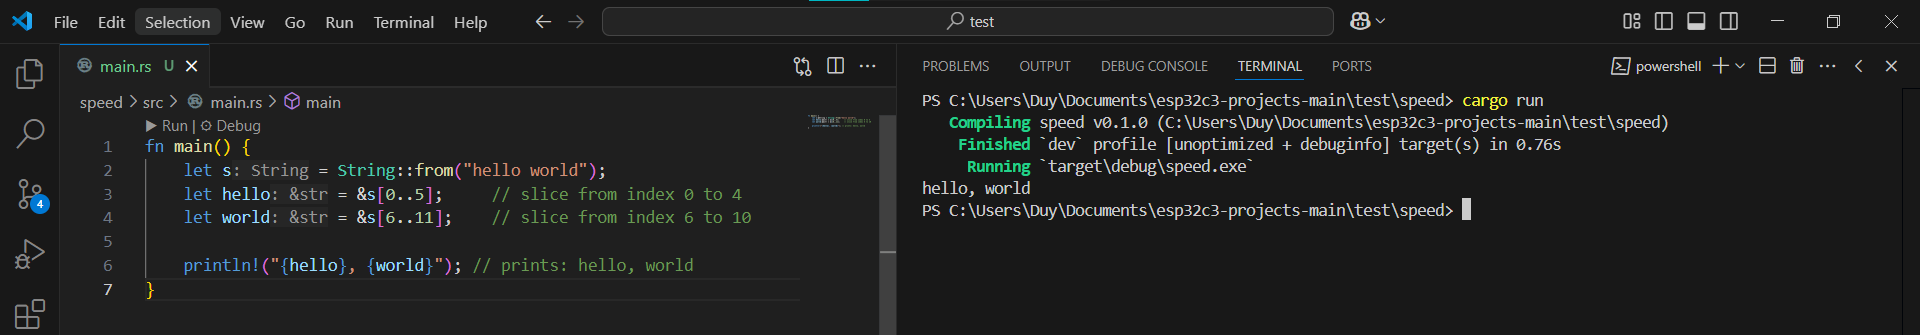 File Edit Selection View Go Run Terminal Help test
main.rs U
speed > src > main.rs > main
Run | Debug
1 fn main() {
2 let s: String = String::from("hello world");
3 let hello: &str = &s[0..5]; // slice from index 0 to 4
4 let world: &str = &s[6..11]; // slice from index 6 to 10
5
6 println!("{hello}, {world}"); // prints: hello, world
7 }
4
PROBLEMS OUTPUT DEBUG CONSOLE TERMINAL PORTS powershell
PS C:\Users\Duy\Documents\esp32c3-projects-main\test\speed> cargo run
Compiling speed v0.1.0 (C:\Users\Duy\Documents\esp32c3-projects-main\test\speed)
Finished `dev` profile [unoptimized + debuginfo] target(s) in 0.76s
Running `target\debug\speed.exe`
hello, world
PS C:\Users\Duy\Documents\esp32c3-projects-main\test\speed>